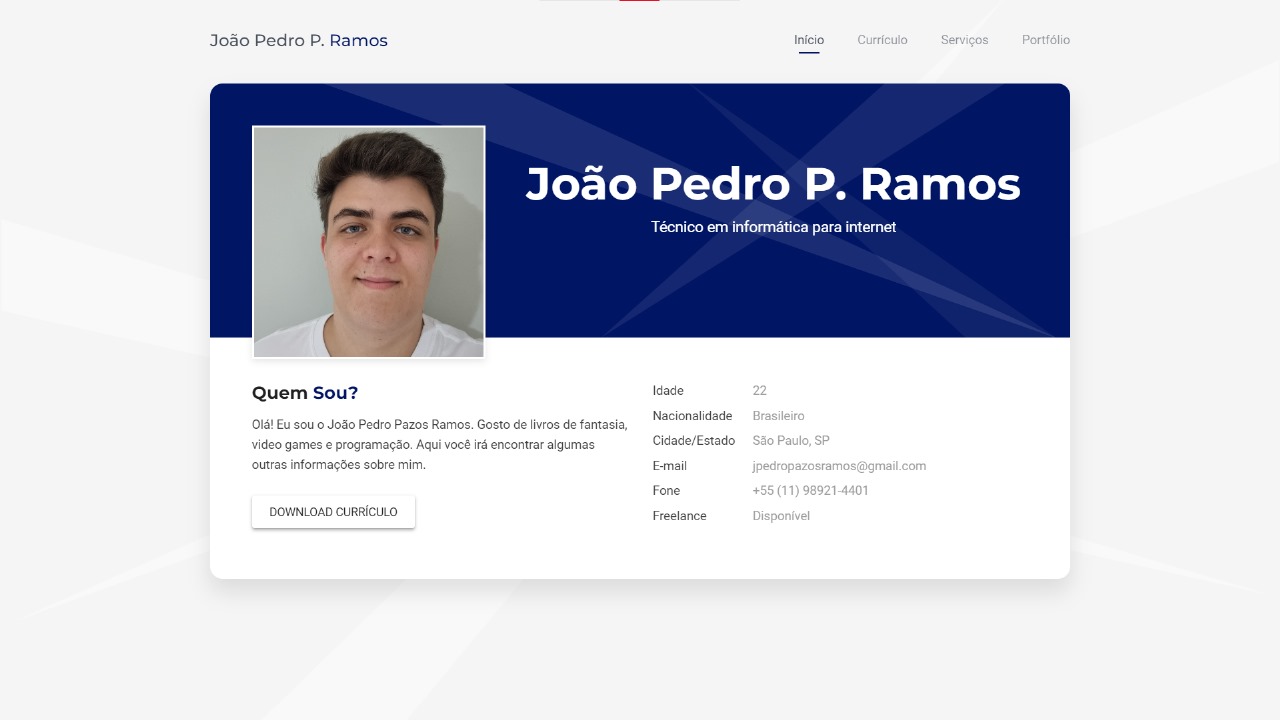 João Pedro P. Ramos
Início
Currículo
Serviços
Portfólio
João Pedro P. Ramos
Técnico em informática para internet
Quem Sou?
Olá! Eu sou o João Pedro Pazos Ramos. Gosto de livros de fantasia,
video games e programação. Aqui você irá encontrar algumas
outras informações sobre mim.
DOWNLOAD CURRÍCULO
Idade 22
Nacionalidade Brasileiro
Cidade/Estado São Paulo, SP
E-mail jpedropazosramos@gmail.com
Fone +55 (11) 98921-4401
Freelance Disponível